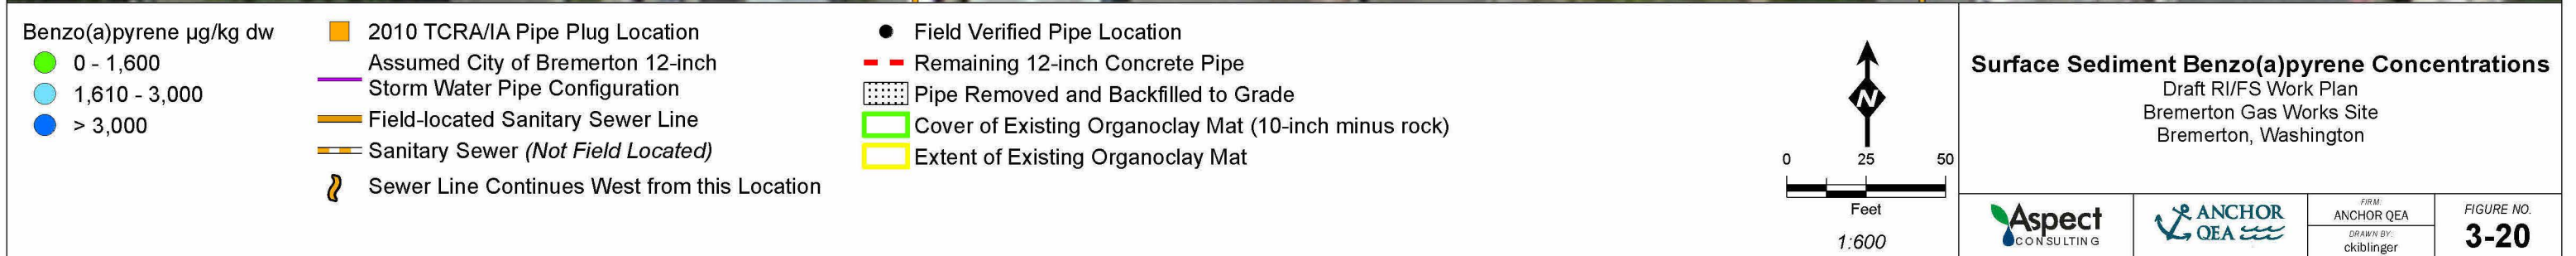 Benzo(a)pyrene µg/kg dw
0 - 1,600
1,610 - 3,000
> 3,000
2010 TCRA/IA Pipe Plug Location
Assumed City of Bremerton 12-inch
Storm Water Pipe Configuration
Field-located Sanitary Sewer Line
Sanitary Sewer (Not Field Located)
Sewer Line Continues West from this Location
Field Verified Pipe Location
Remaining 12-inch Concrete Pipe
Pipe Removed and Backfilled to Grade
Cover of Existing Organoclay Mat (10-inch minus rock)
Extent of Existing Organoclay Mat
N
0 25 50
Feet
1:600
Surface Sediment Benzo(a)pyrene Concentrations
Draft RI/FS Work Plan
Bremerton Gas Works Site
Bremerton, Washington
Aspect
CONSULTING
ANCHOR
QEA
FIRM:
ANCHOR QEA
DRAWN BY:
ckiblinger
FIGURE NO.
3-20